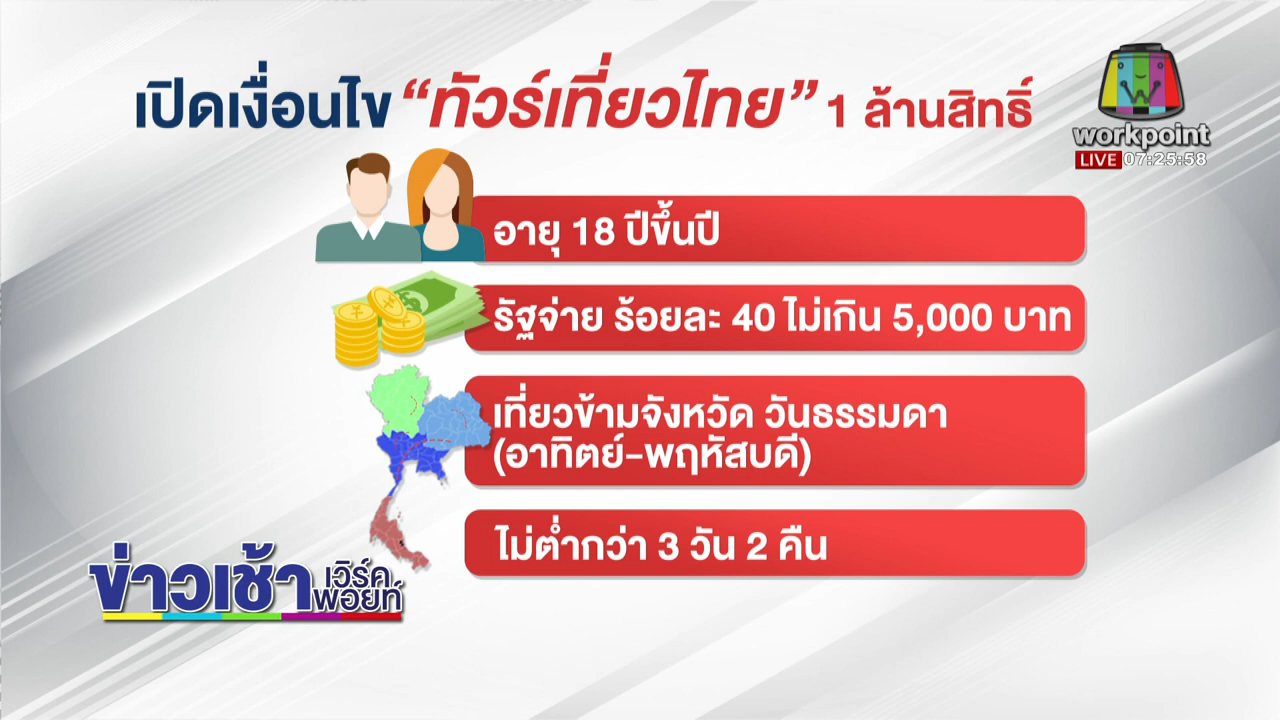 เปิดเงื่อนไข “ทัวร์เที่ยวไทย” 1 ล้านสิทธิ์
workpoint
LIVE 07:25:58
อายุ 18 ปีขึ้นปี
รัฐจ่าย ร้อยละ 40 ไม่เกิน 5,000 บาท
เที่ยวข้ามจังหวัด วันธรรมดา
(อาทิตย์-พฤหัสบดี)
ไม่ต่ำกว่า 3 วัน 2 คืน
ข่าวเช้า เวิร์คพอยท์